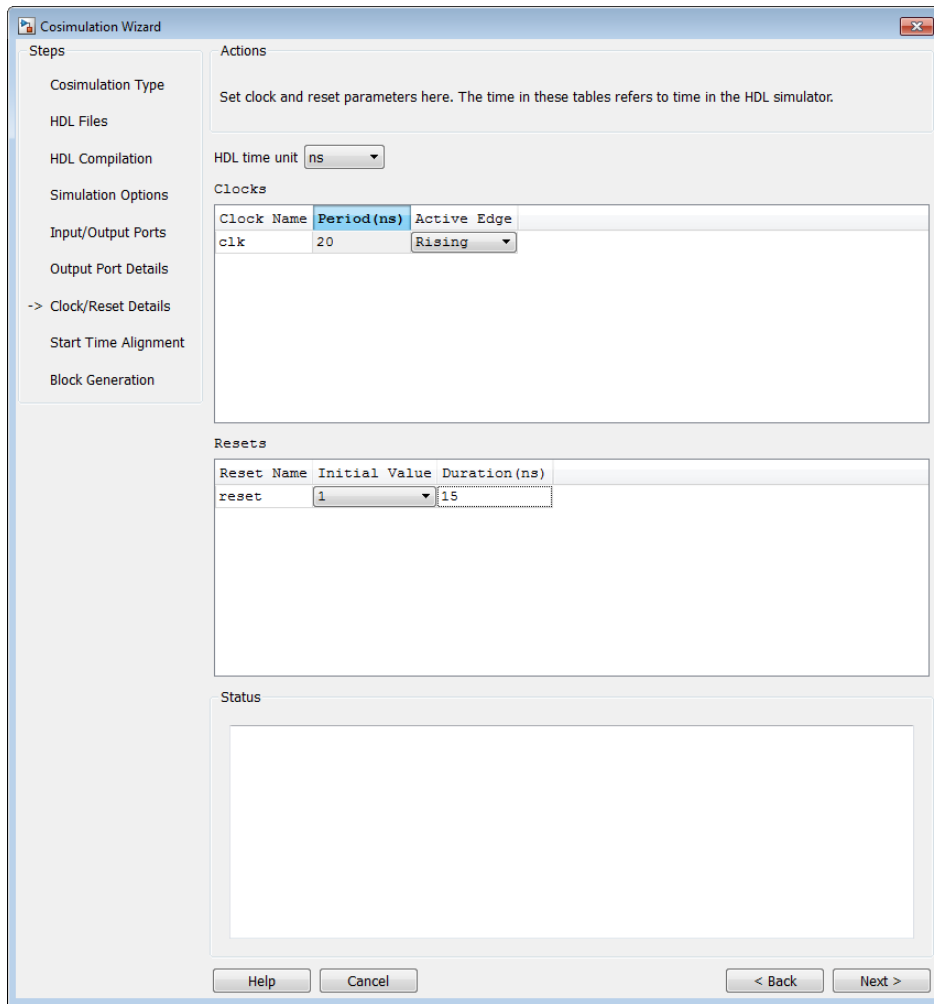 Cosimulation Wizard
Steps
Cosimulation Type
HDL Files
HDL Compilation
Simulation Options
Input/Output Ports
Output Port Details
-> Clock/Reset Details
Start Time Alignment
Block Generation
Actions
Set clock and reset parameters here. The time in these tables refers to time in the HDL simulator.
HDL time unit ns
Clocks
Clock Name Period(ns) Active Edge
clk 20 Rising
Resets
Reset Name Initial Value Duration(ns)
reset 1 15
Status
Help Cancel < Back Next >